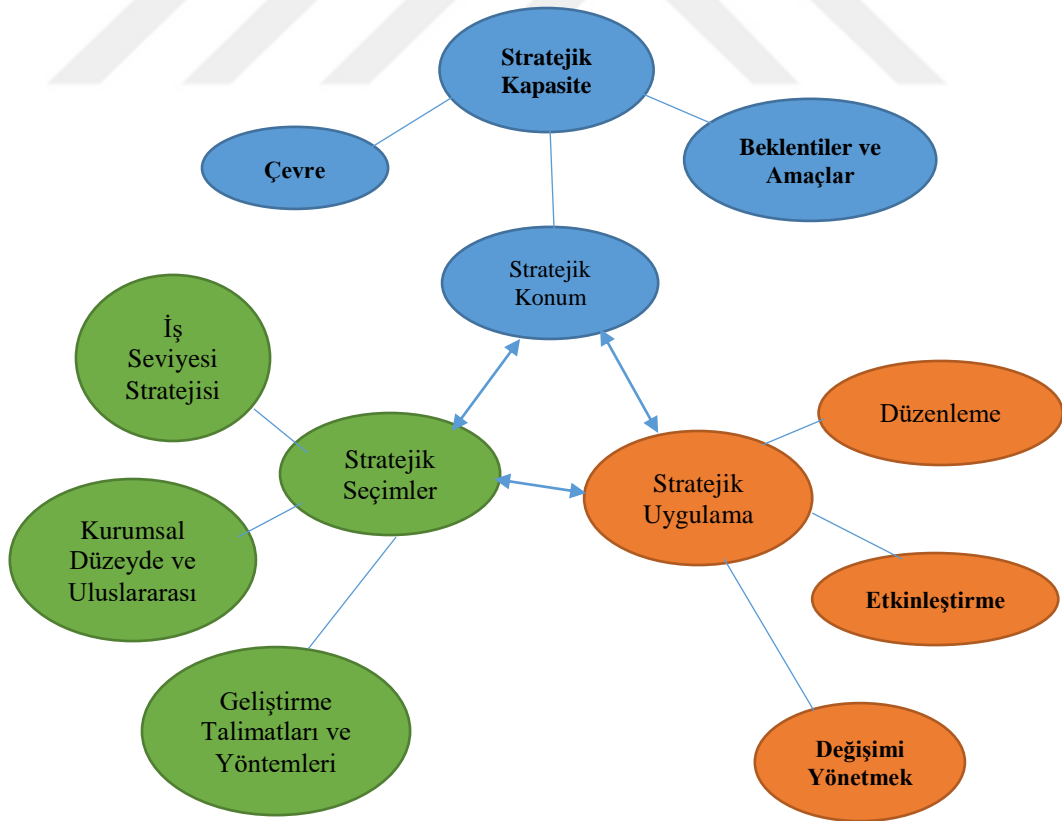 Stratejik
Kapasite
Çevre
Beklentiler ve
Amaçlar
Stratejik
Konum
İş
Seviyesi
Stratejisi
Düzenleme
Stratejik
Seçimler
Stratejik
Uygulama
Kurumsal
Düzeyde ve
Uluslararası
Etkinleştirme
Geliştirme
Talimatları ve
Yöntemleri
Değişimi
Yönetmek